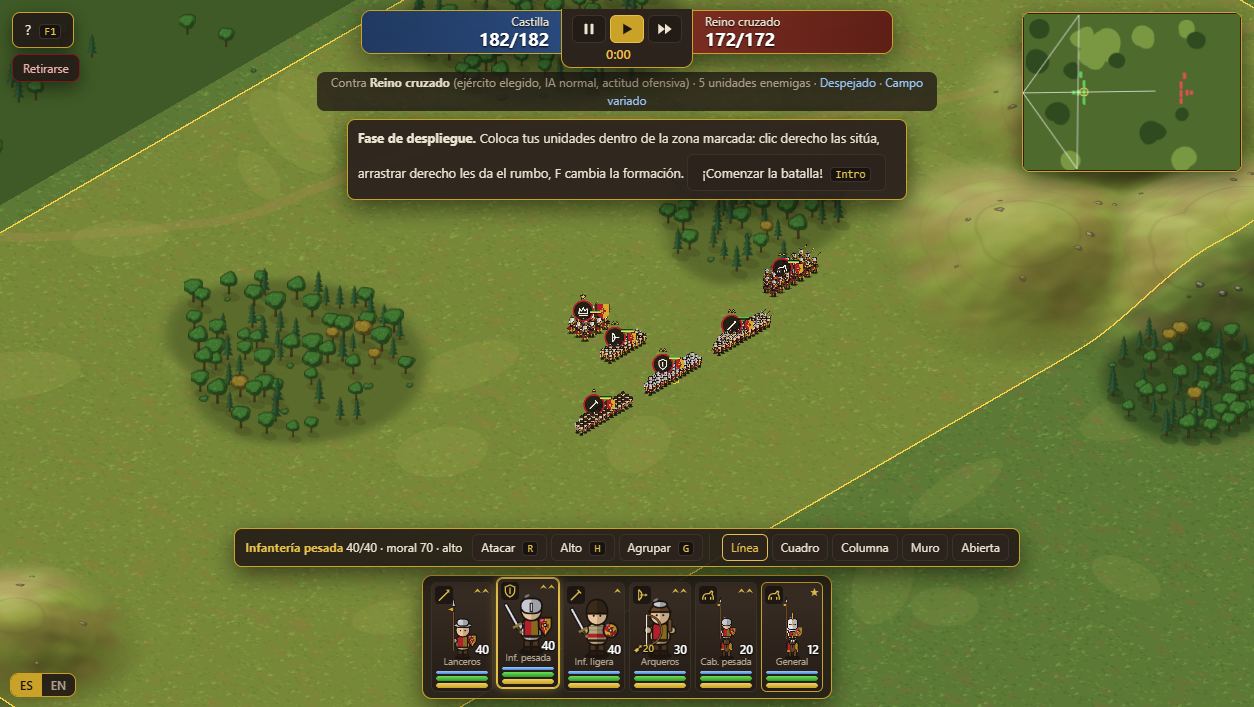 ? F1
Retirarse
Castilla
182/182
0:00
Reino cruzado
172/172
Contra Reino cruzado (ejército elegido, IA normal, actitud ofensiva) · 5 unidades enemigas · Despejado · Campo
variado
Fase de despliegue. Coloca tus unidades dentro de la zona marcada: clic derecho las sitúa,
arrastrar derecho les da el rumbo, F cambia la formación. ¡Comenzar la batalla! Intro
Infantería pesada 40/40 · moral 70 · alto Atacar R Alto H Agrupar G Línea Cuadro Columna Muro Abierta
40
Lanceros
40
Inf. pesada
40
Inf. ligera
20 30
Arqueros
20
Cab. pesada
12
General
ES EN